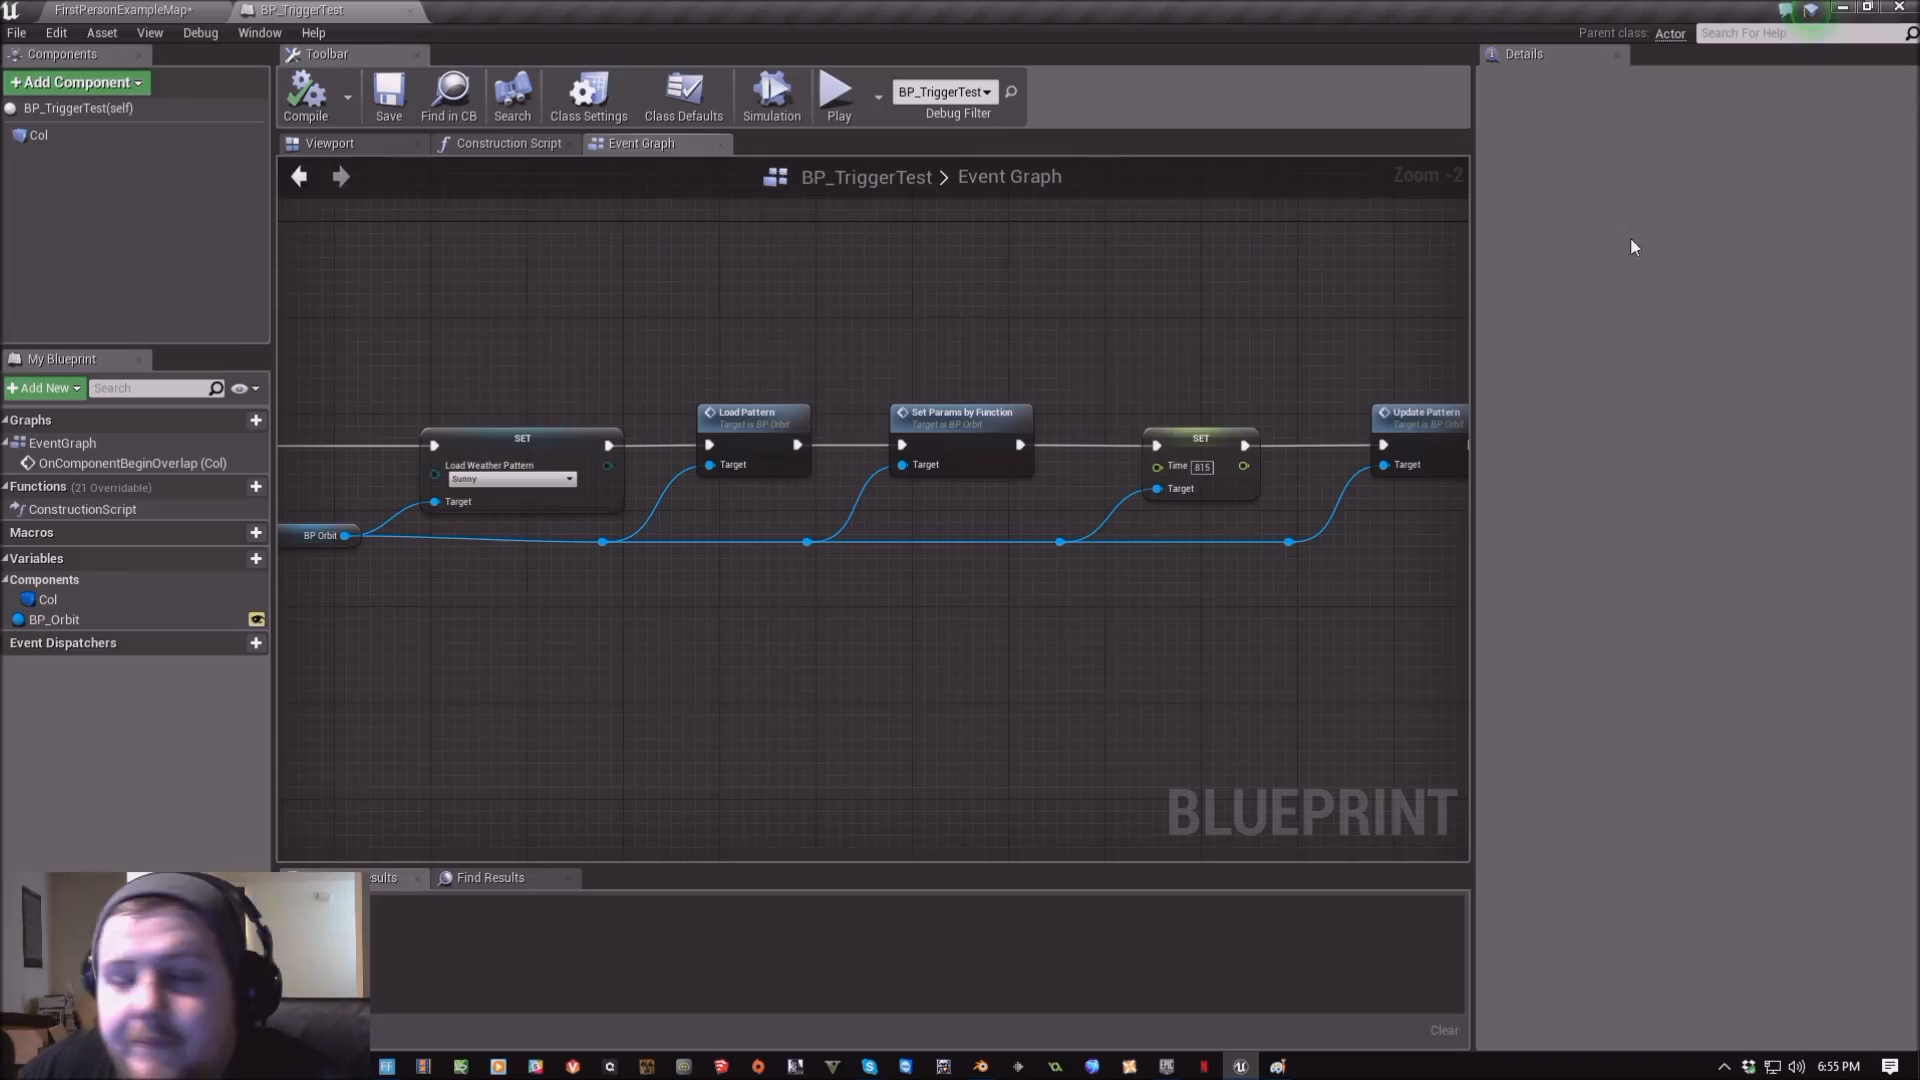 FirstPersonExampleMap*
BP_TriggerTest
File Edit Asset View Debug Window Help
Parent class: Actor
Search For Help
Components
Toolbar
Details
+Add Component
BP_TriggerTest(self)
Col
Compile
Save
Find in CB
Search
Class Settings
Class Defaults
Simulation
Play
BP_TriggerTest
Debug Filter
Viewport
Construction Script
Event Graph
BP_TriggerTest > Event Graph
Zoom -2
My Blueprint
+Add New
Search
Graphs
EventGraph
OnComponentBeginOverlap (Col)
Functions (21 Overridable)
ConstructionScript
Macros
Variables
Components
Col
BP_Orbit
Event Dispatchers
BP Orbit
SET
Load Weather Pattern
Sunny
Target
Load Pattern
Target is BP Orbit
Target
Set Params by Function
Target is BP Orbit
Target
SET
Time 815
Target
Update Pattern
Target is BP Orbit
Target
BLUEPRINT
sults
Find Results
Clear
FF
EPIC
N
6:55 PM